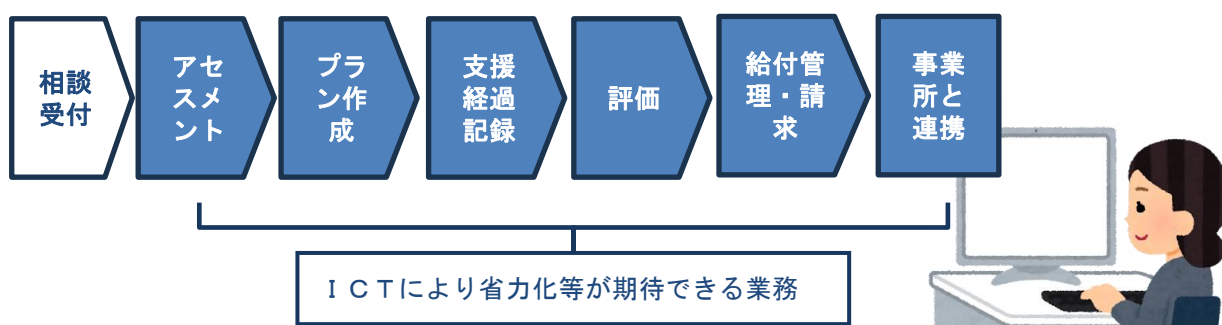 相談
受付
アセ
スメ
ント
プラ
ン作
成
支援
経過
記録
評価
給付管
理・請
求
事業
所と
連携
ＩＣＴにより省力化等が期待できる業務